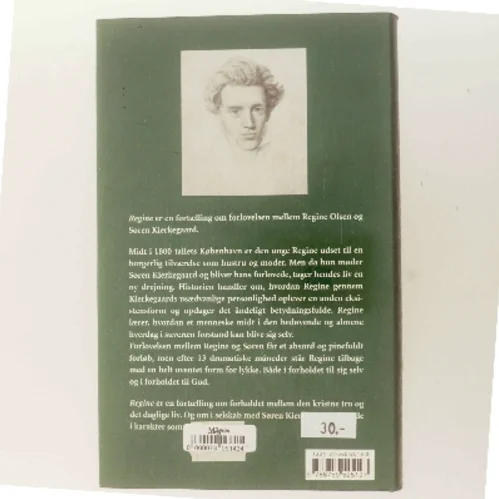 Regine er en fortælling om forlovelsen mellem Regine Olsen og
Søren Kierkegaard.
Midt i 1800 tallets København er den unge Regine udset til en
borgerlig tilværelse som hustru og moder. Men da hun møder
Søren Kierkegaard og bliver hans forlovede, tager hendes liv en
ny drejning. Historien handler om, hvordan Regine gennem
Kierkegaards usædvanlige personlighed oplever en anden eksi-
stensform og opdager det åndeligt betydningsfulde. Regine
lærer, hvordan et menneske midt i den hedmvende og almene
hverdag i sværeren forstand kan blive sig selv.
Forlovelsen mellem Regine og Søren får et absurd og pinefuldt
forløb, men efter 13 dramatiske måneder står Regine tilbage
med en helt uventet form for lykke. Både i forholdet til sig selv
og i forholdet til Gud.
Regine er en fortælling om forholdet mellem den kristne tro og
det daglige liv. Og om i selskab med Søren
i karakter som
30,-